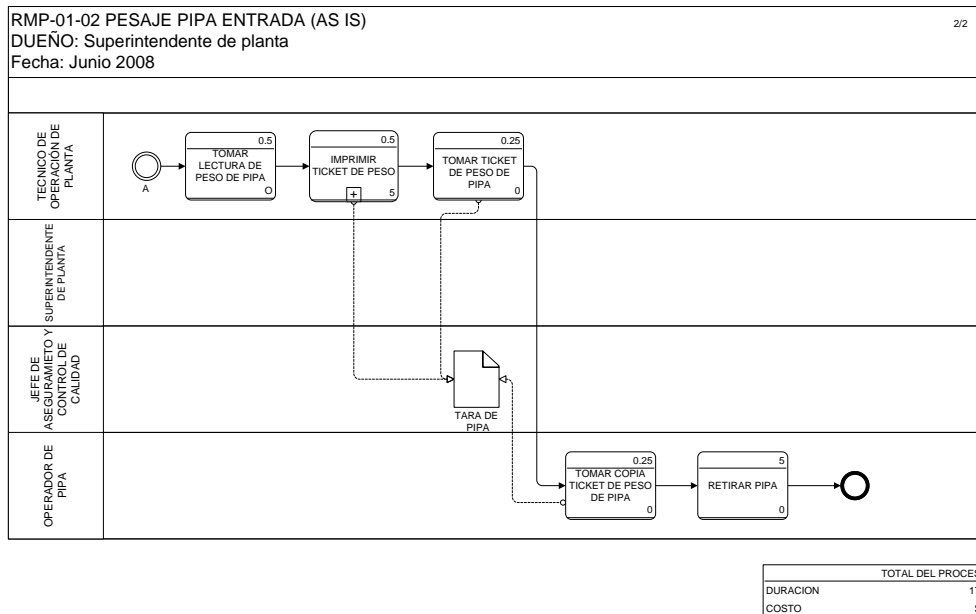 RMP-01-02 PESAJE PIPA ENTRADA (AS IS)
2/2
DUEÑO: Superintendente de planta
Fecha: Junio 2008
TECNICO DE
OPERACIÓN DE
PLANTA
A
0.5
TOMAR
LECTURA DE
PESO DE PIPA
O
0.5
IMPRIMIR
TICKET DE PESO
+
5
0.25
TOMAR TICKET
DE PESO DE
PIPA
0
SUPERINTENDENTE
DE PLANTA
JEFE DE
ASEGURAMIETO Y
CONTROL DE
CALIDAD
TARA DE
PIPA
OPERADOR DE
PIPA
0.25
TOMAR COPIA
TICKET DE PESO
DE PIPA
0
5
RETIRAR PIPA
0
TOTAL DEL PROCES
DURACION
COSTO